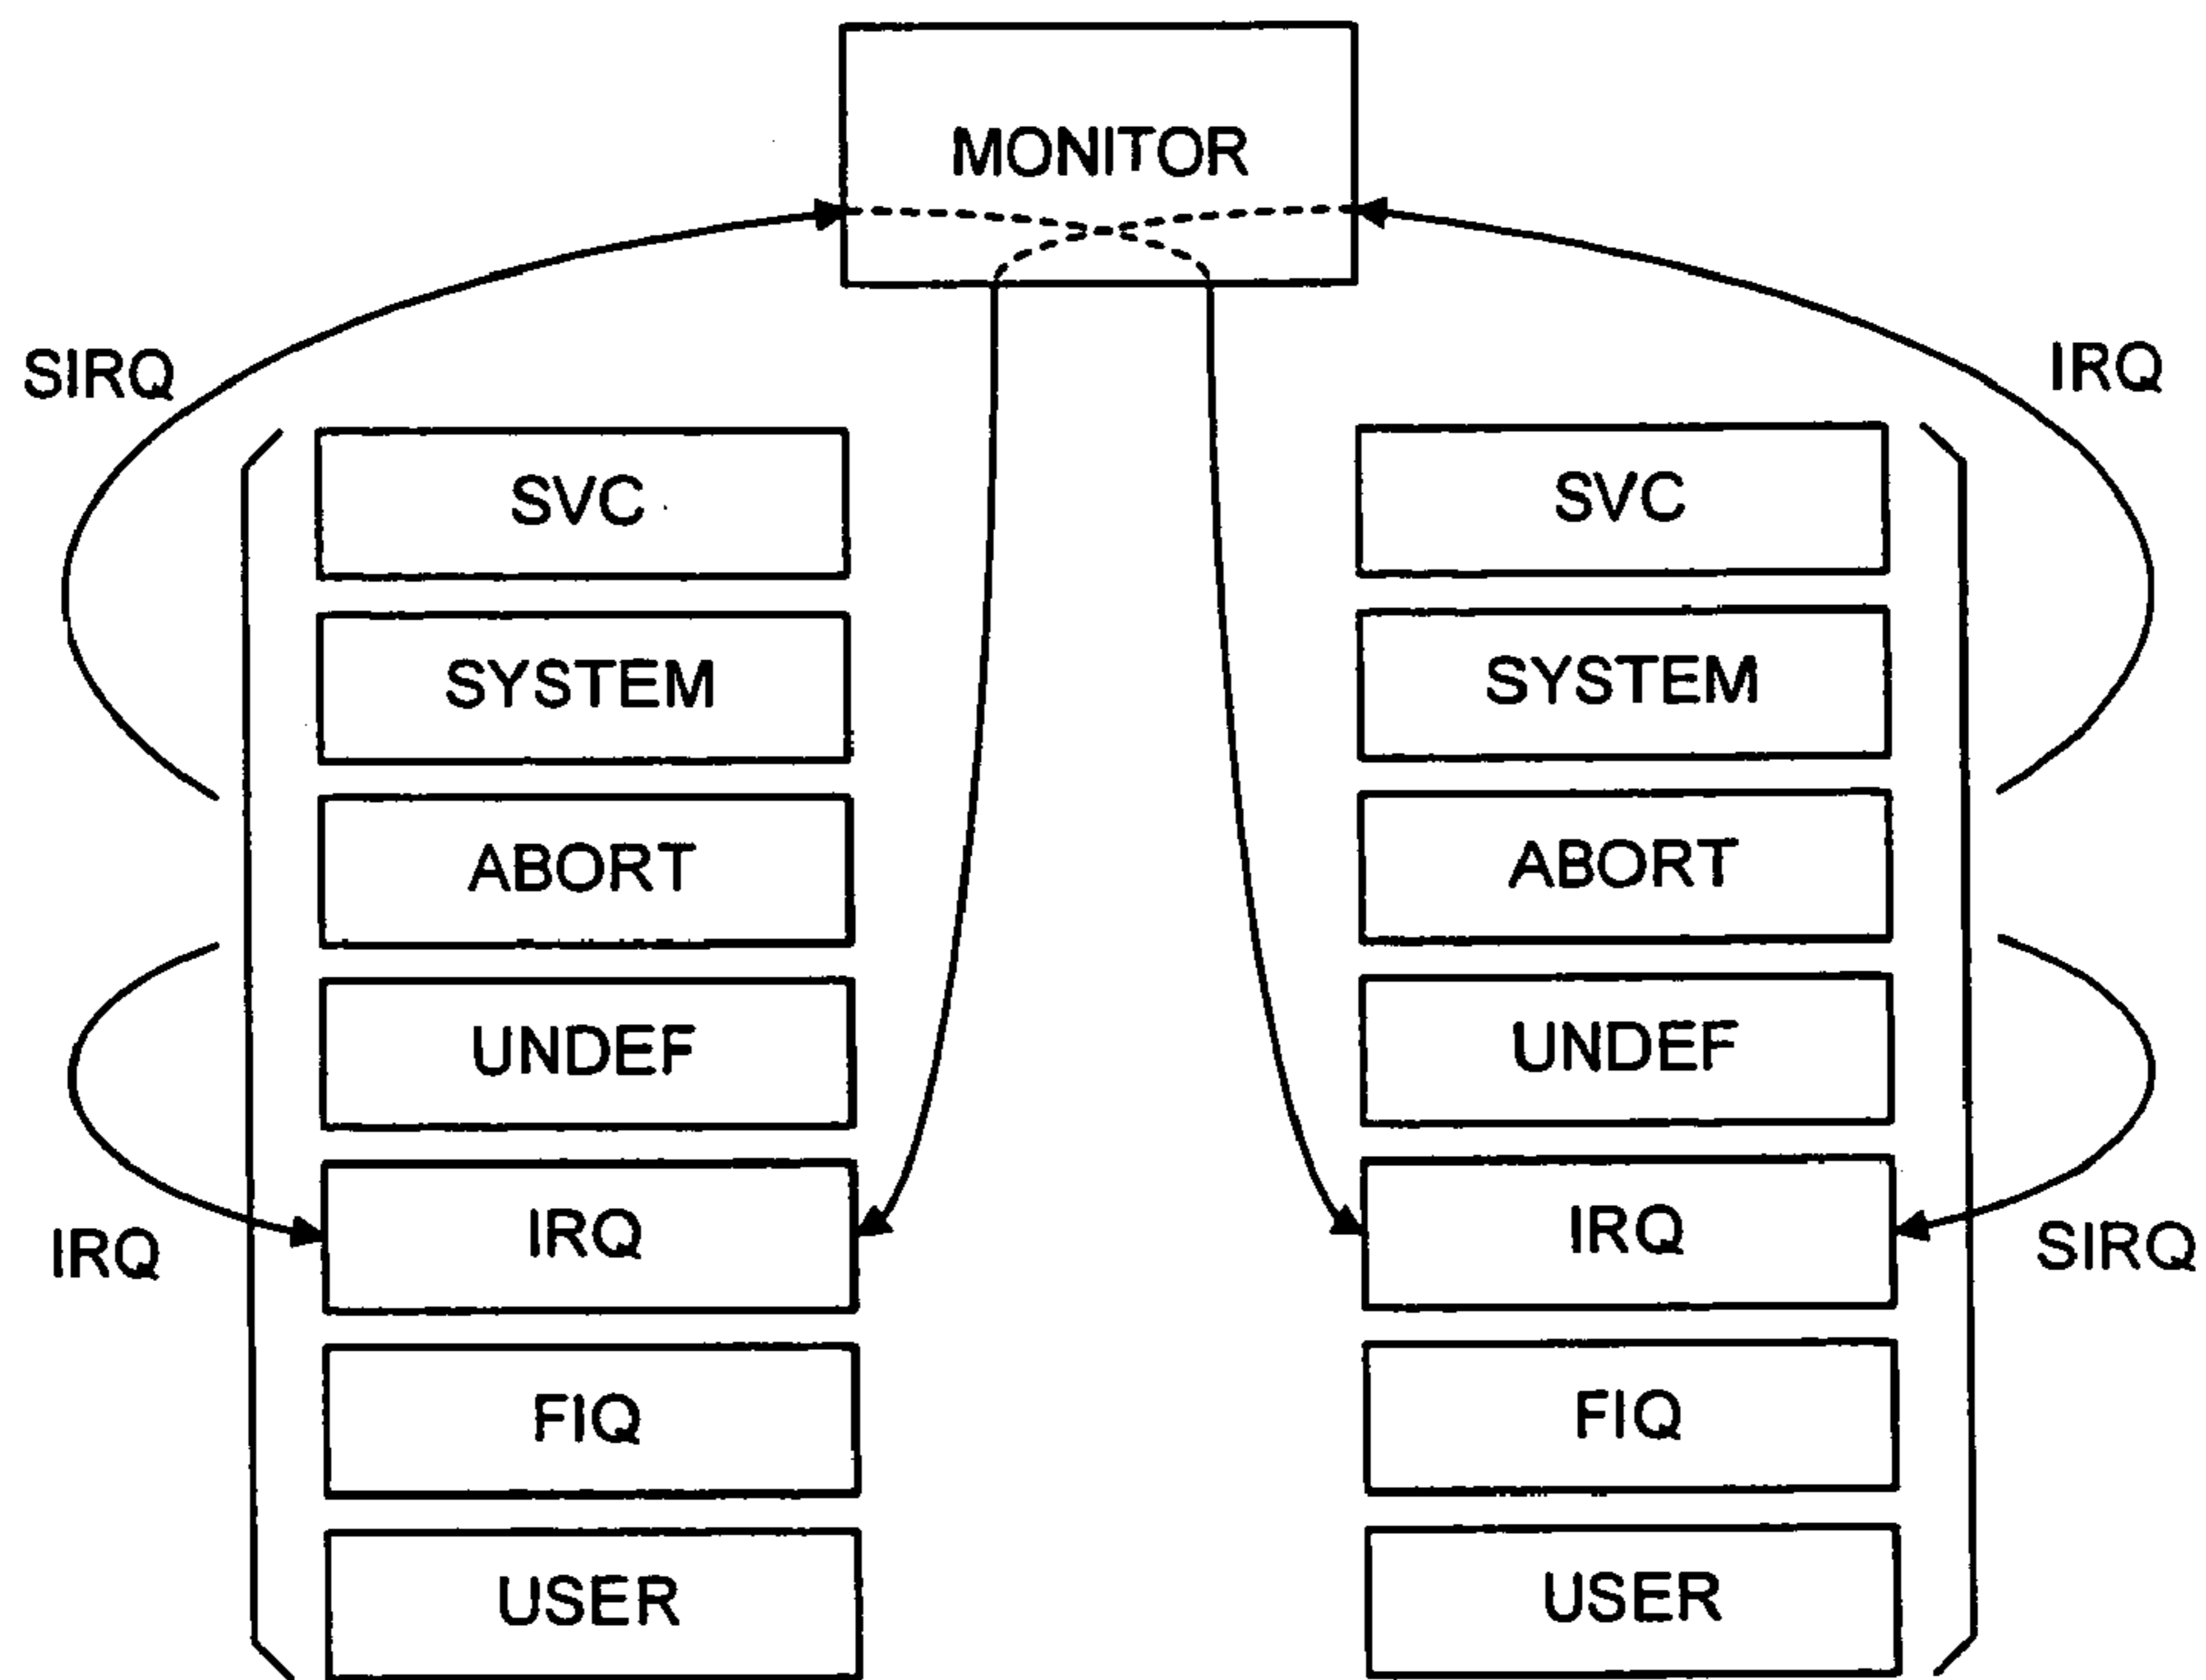 MONITOR
SIRQ
IRQ
SVC
SVC
SYSTEM
SYSTEM
ABORT
ABORT
UNDEF
UNDEF
IRQ
IRQ
IRQ
SIRQ
FIQ
FIQ
USER
USER